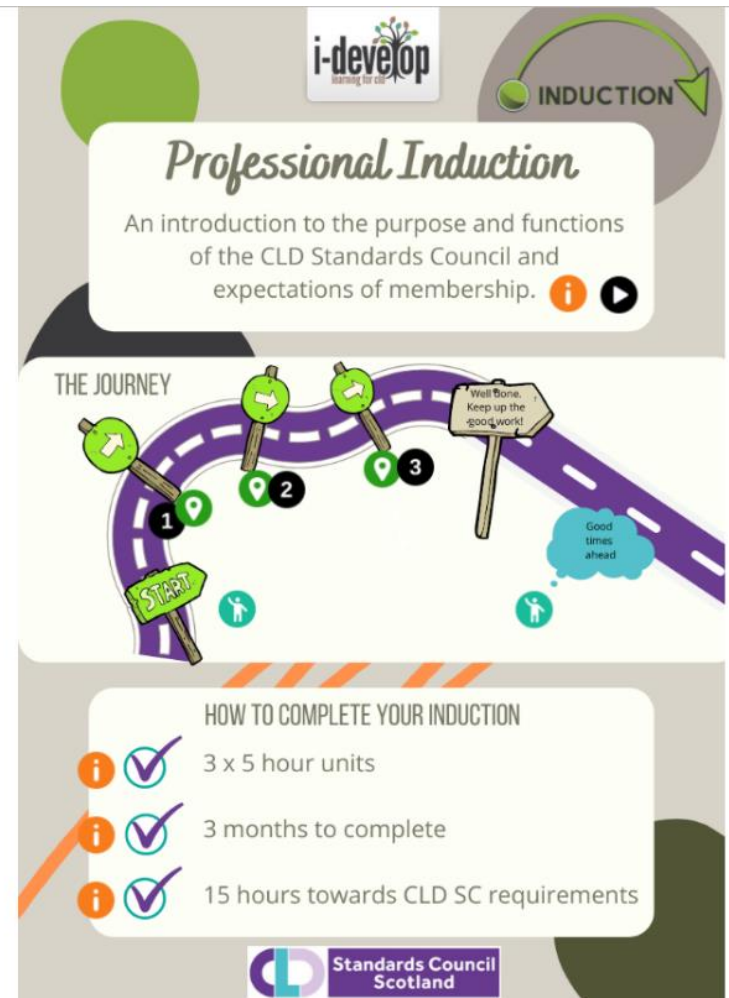 i-develop
learning for cld
INDUCTION
Professional Induction
An introduction to the purpose and functions
of the CLD Standards Council and
expectations of membership.
i
THE JOURNEY
Well done,
Keep up the
good work!
1
2
3
Good
times
ahead
START
HOW TO COMPLETE YOUR INDUCTION
i
3 x 5 hour units
i
3 months to complete
i
15 hours towards CLD SC requirements
CLD
Standards Council
Scotland